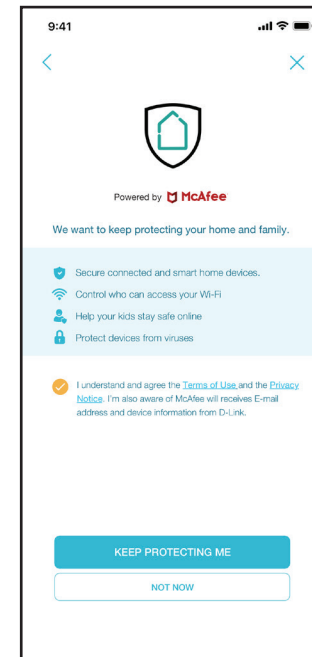 9:41
Powered by McAfee
We want to keep protecting your home and family.
Secure connected and smart home devices.
Control who can access your Wi-Fi
Help your kids stay safe online
Protect devices from viruses
I understand and agree the Terms of Use and the Privacy
Notice. I'm also aware of McAfee will receives E-mail
address and device information from D-Link.
KEEP PROTECTING ME
NOT NOW